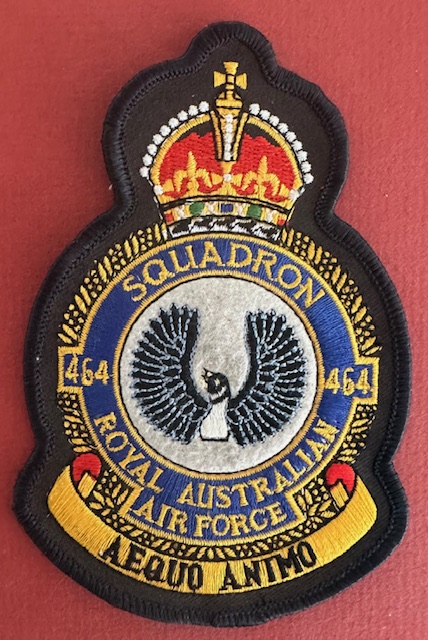 SQUADRON
464 464
ROYAL AUSTRALIAN
AIR FORCE
AEQUO ANIMO